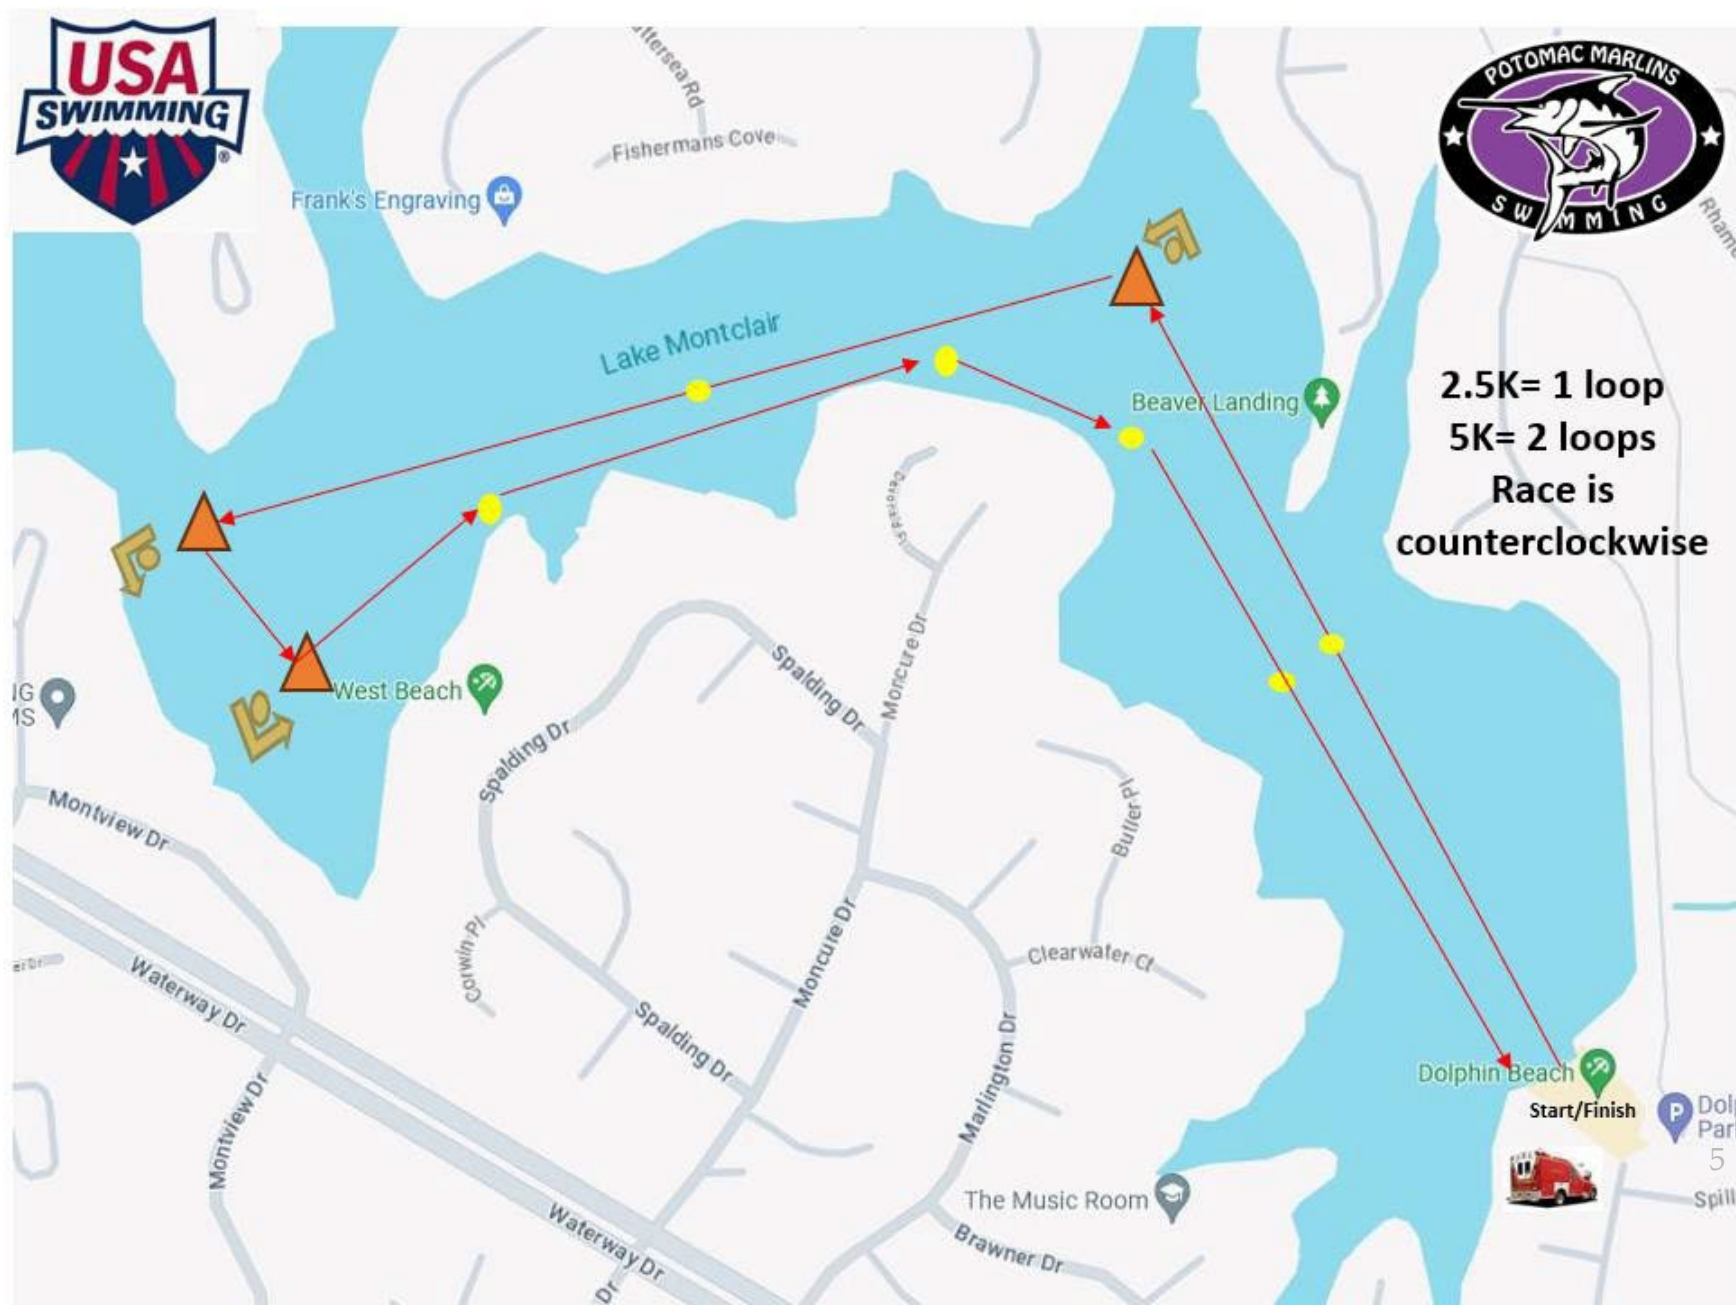 USA
SWIMMING
®
POTOMAC MARLINS
SWIMMING
Fishermans Cove
Frank's Engraving
Lake Montclair
Beaver Landing
2.5K= 1 loop
5K= 2 loops
Race is
counterclockwise
West Beach
Spalding Dr
Moncure Dr
Spalding Dr
Montview Dr
Butler Pl
Corwin Pl
Moncure Dr
Clearwater Ct
Waterway Dr
Spalding Dr
Marlington Dr
Dolphin Beach
Start/Finish
P
5
Montview Dr
The Music Room
Waterway Dr
Brawner Dr
Dr